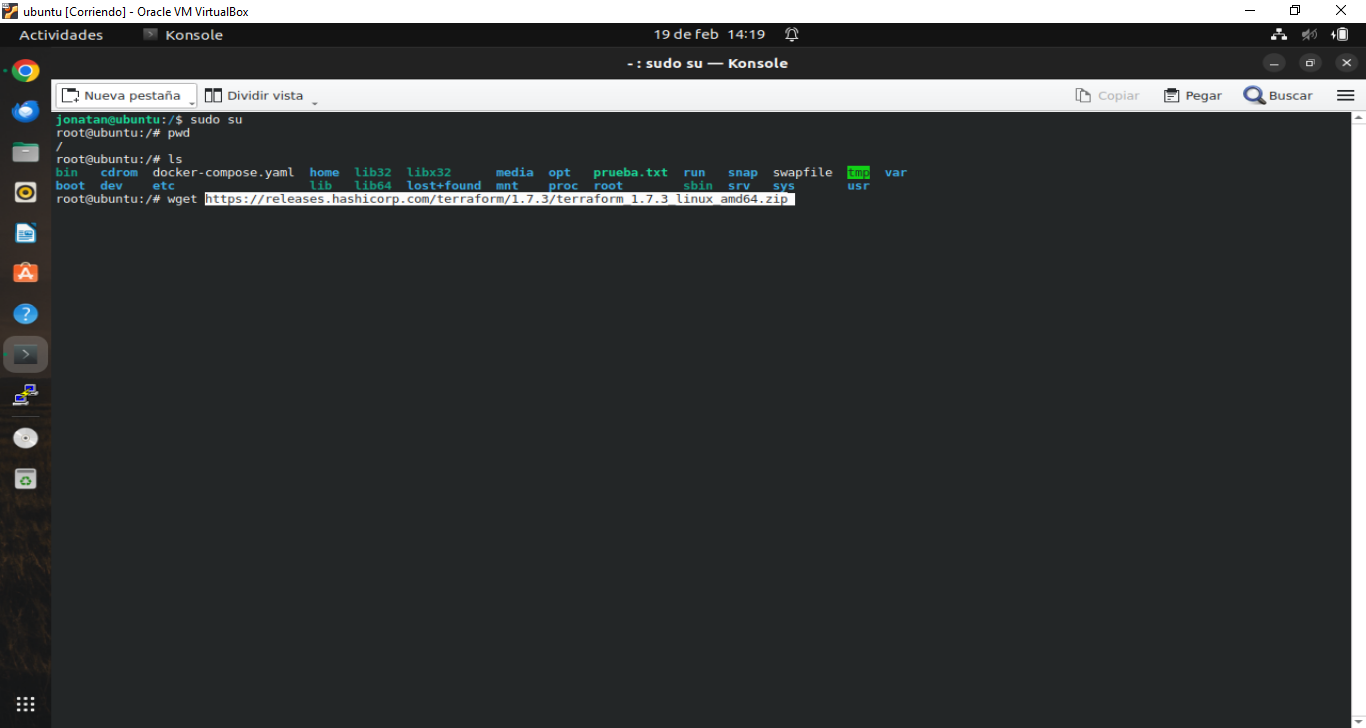 ubuntu [Corriendo] - Oracle VM VirtualBox
Actividades Konsole 19 de feb 14:19
- : sudo su — Konsole
Nueva pestaña Dividir vista Copiar Pegar Buscar
jonatan@ubuntu:/$ sudo su
root@ubuntu:/# pwd
/
root@ubuntu:/# ls
bin cdrom docker-compose.yaml home lib32 libx32 media opt prueba.txt run snap swapfile tmp var
boot dev etc lib lib64 lost+found mnt proc root sbin srv sys usr
root@ubuntu:/# wget https://releases.hashicorp.com/terraform/1.7.3/terraform_1.7.3_linux_amd64.zip